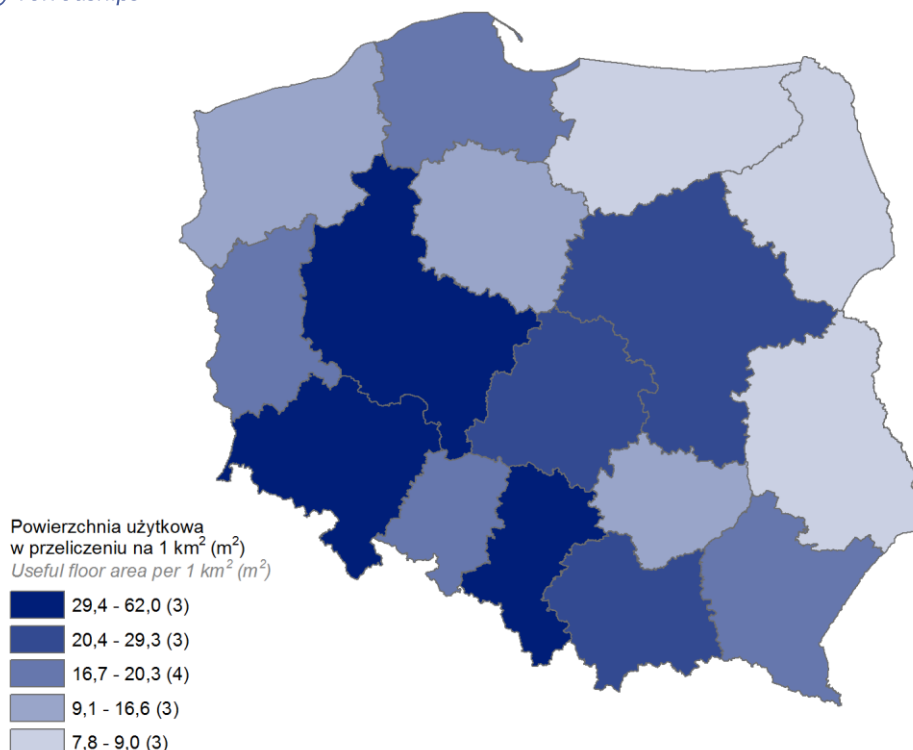 Powierzchnia użytkowa
w przeliczeniu na 1 km² (m²)
Useful floor area per 1 km² (m²)
29,4 - 62,0 (3)
20,4 - 29,3 (3)
16,7 - 20,3 (4)
9,1 - 16,6 (3)
7,8 - 9,0 (3)